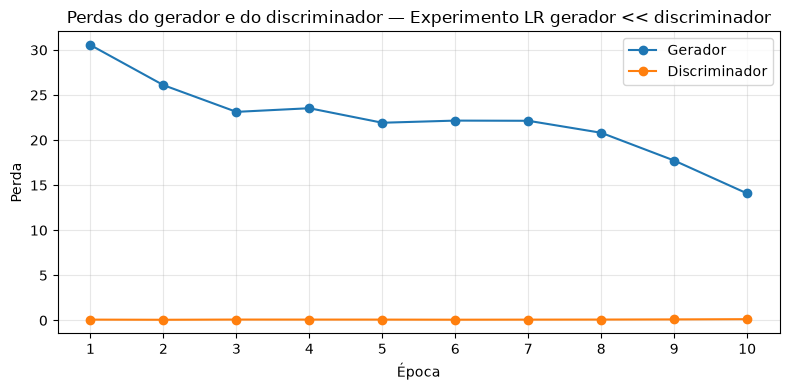 Perdas do gerador e do discriminador — Experimento LR gerador << discriminador
Gerador
Discriminador
Perda
30
25
20
15
10
5
0
1 2 3 4 5 6 7 8 9 10
Época